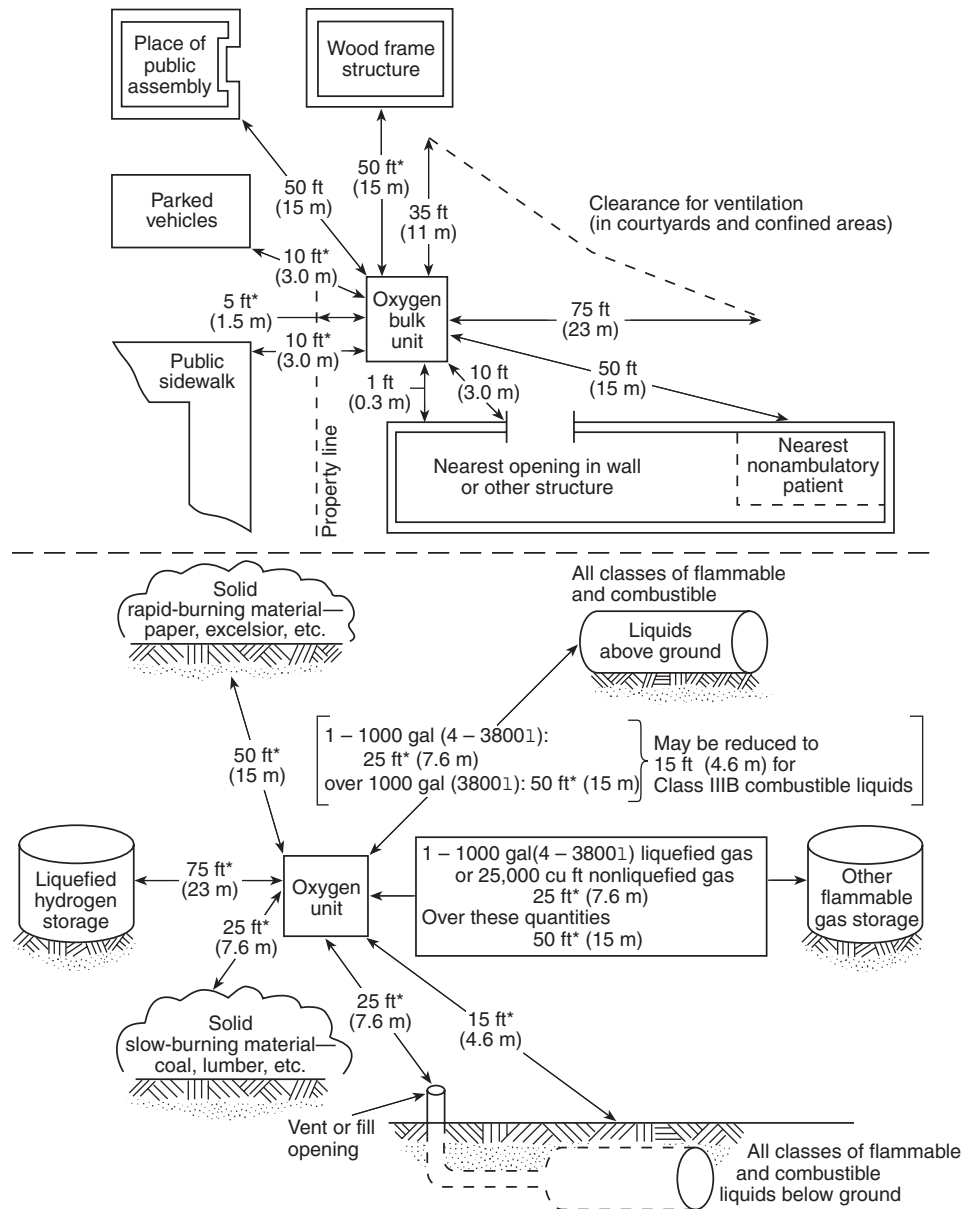 Place of
public
assembly
Wood frame
structure
50 ft
(15 m)
50 ft*
(15 m)
35 ft
(11 m)
Clearance for ventilation
(in courtyards and confined areas)
Parked
vehicles
10 ft*
(3.0 m)
5 ft*
(1.5 m)
Oxygen
bulk
unit
75 ft
(23 m)
10 ft*
(3.0 m)
Public
sidewalk
1 ft
(0.3 m)
10 ft
(3.0 m)
50 ft
(15 m)
Property line
Nearest opening in wall
or other structure
Nearest
nonambulatory
patient
Solid
rapid-burning material—
paper, excelsior, etc.
All classes of flammable
and combustible
Liquids
above ground
50 ft*
(15 m)
1 – 1000 gal (4 – 3800l):
25 ft* (7.6 m)
over 1000 gal (3800l): 50 ft* (15 m)
May be reduced to
15 ft (4.6 m) for
Class IIIB combustible liquids
Liquefied
hydrogen
storage
75 ft*
(23 m)
Oxygen
unit
1 – 1000 gal(4 – 3800l) liquefied gas
or 25,000 cu ft nonliquefied gas
25 ft* (7.6 m)
Over these quantities
50 ft* (15 m)
Other
flammable
gas storage
25 ft*
(7.6 m)
Solid
slow-burning material—
coal, lumber, etc.
25 ft*
(7.6 m)
15 ft*
(4.6 m)
Vent or fill
opening
All classes of flammable
and combustible
liquids below ground